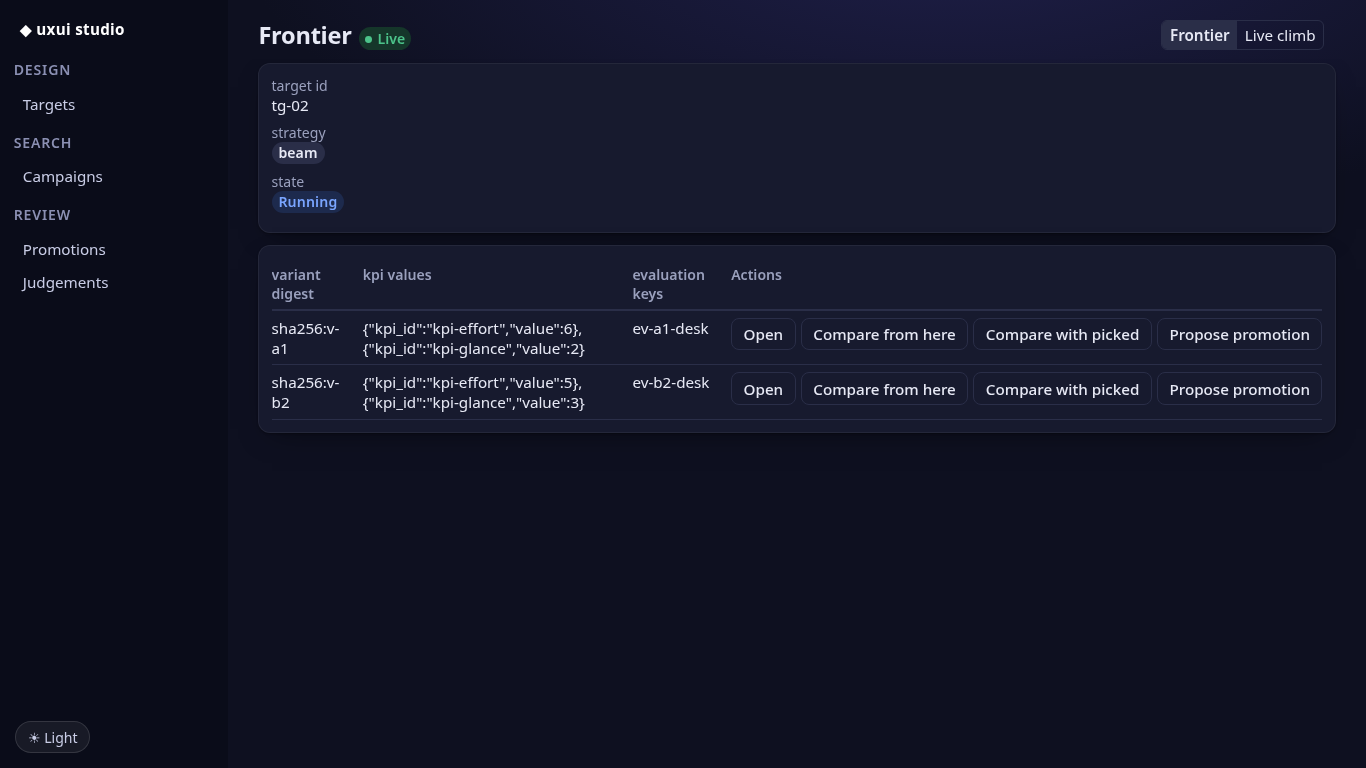 ◆ uxui studio
DESIGN
Targets
SEARCH
Campaigns
REVIEW
Promotions
Judgements
☀ Light
Frontier
Live
Frontier
Live climb
target id
tg-02
strategy
beam
state
Running
variant
digest
kpi values
evaluation
keys
Actions
sha256:v-
a1
{"kpi_id":"kpi-effort","value":6},
{"kpi_id":"kpi-glance","value":2}
ev-a1-desk
Open
Compare from here
Compare with picked
Propose promotion
sha256:v-
b2
{"kpi_id":"kpi-effort","value":5},
{"kpi_id":"kpi-glance","value":3}
ev-b2-desk
Open
Compare from here
Compare with picked
Propose promotion